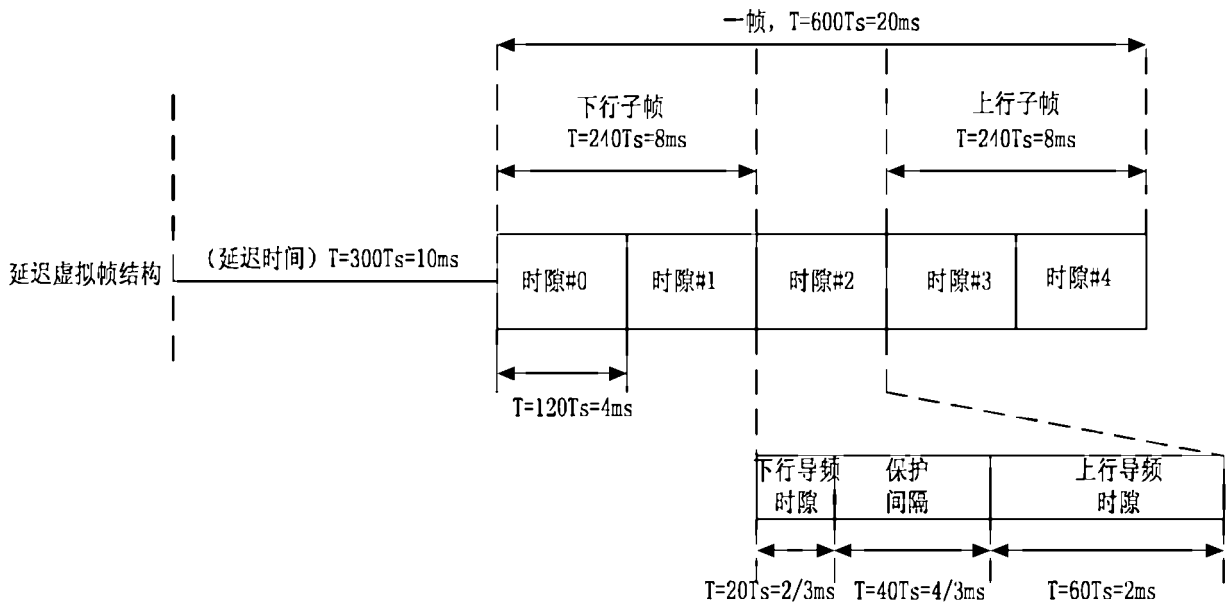 一帧, T=600Ts=20ms
下行子帧
T=240Ts=8ms
上行子帧
T=240Ts=8ms
延迟虚拟帧结构
(延迟时间) T=300Ts=10ms
时隙#0
时隙#1
时隙#2
时隙#3
时隙#4
T=120Ts=4ms
下行导频
时隙
保护
间隔
上行导频
时隙
T=20Ts=2/3ms
T=40Ts=4/3ms
T=60Ts=2ms